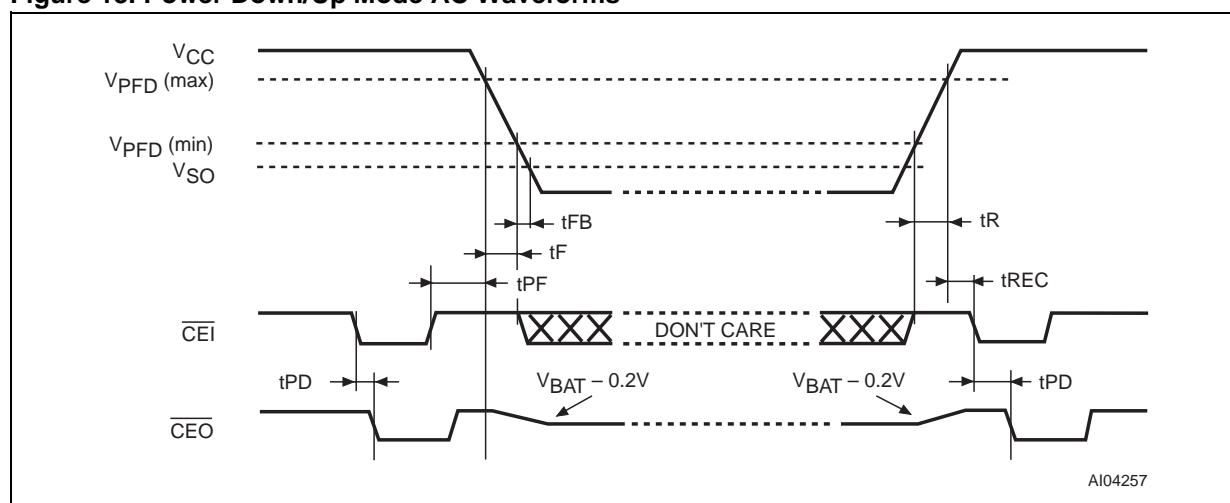 Figure 13. Power Down/Up Mode AC Waveforms
VCC
VPFD (max)
VPFD (min)
VSO
tFB
tR
tF
tPF
tREC
CEI
DON'T CARE
tPD
VBAT – 0.2V
VBAT – 0.2V
tPD
CEO
AI04257